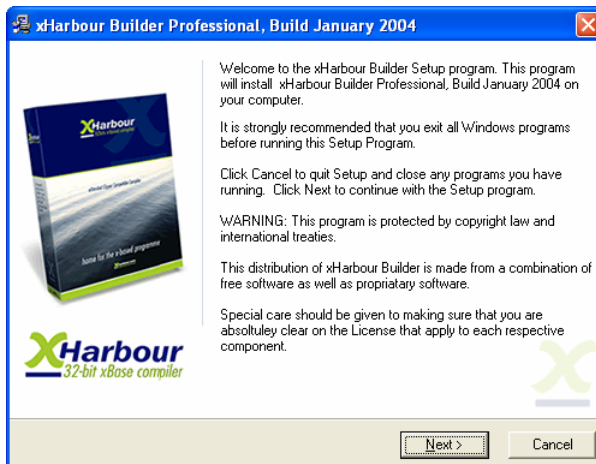 xHarbour Builder Professional, Build January 2004
Welcome to the xHarbour Builder Setup program. This program
will install xHarbour Builder Professional, Build January 2004 on
your computer.
It is strongly recommended that you exit all Windows programs
before running this Setup Program.
Click Cancel to quit Setup and close any programs you have
running. Click Next to continue with the Setup program.
WARNING: This program is protected by copyright law and
international treaties.
This distribution of xHarbour Builder is made from a combination of
free software as well as propriatary software.
Special care should be given to making sure that you are
absoltuley clear on the License that apply to each respective
component.
XHarbour
32-bit xBase compiler
home for the x-based programme
XHarbour
32-bit xBase compiler
Next >
Cancel